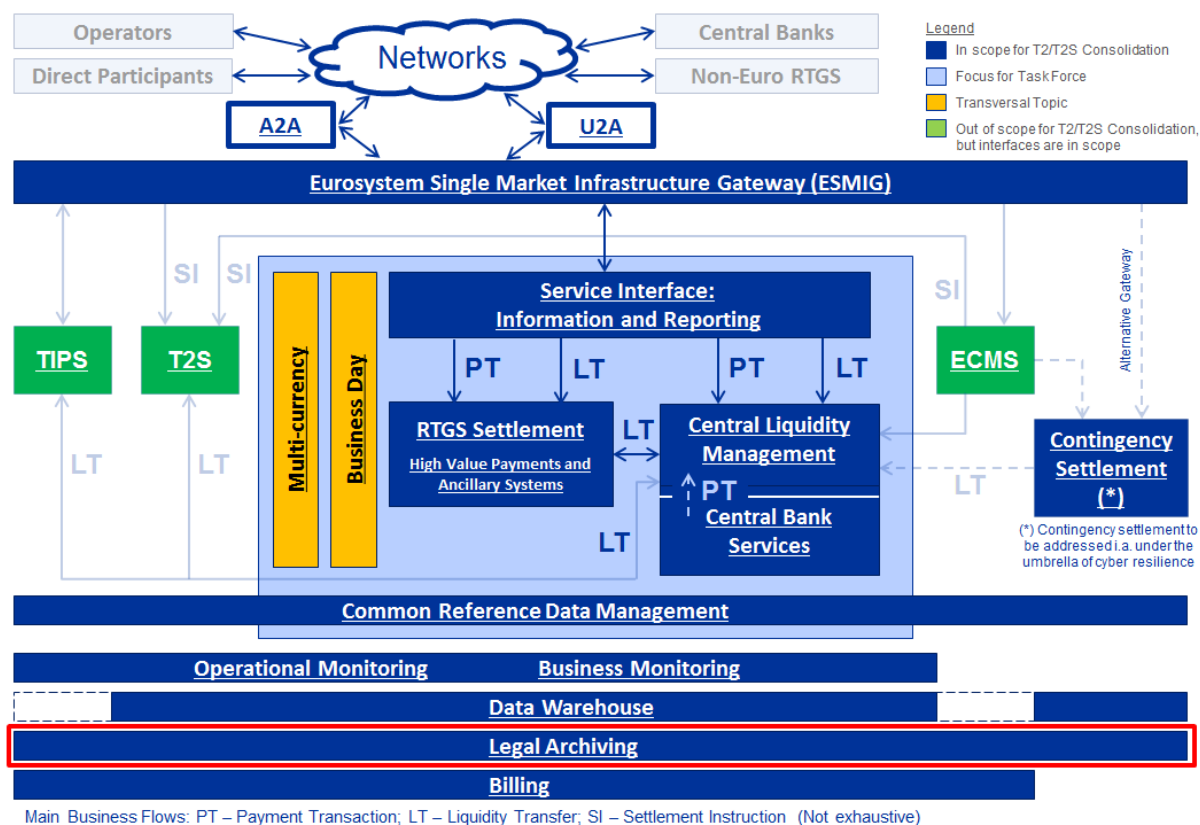 Operators
Networks
Central Banks
Legend
In scope for T2/T2S Consolidation
Direct Participants
Non-Euro RTGS
Focus for Task Force
Transversal Topic
A2A
U2A
Out of scope for T2/T2S Consolidation,
but interfaces are in scope
Eurosystem Single Market Infrastructure Gateway (ESMIG)
SI
SI
Multi-currency
Business Day
Service Interface:
Information and Reporting
SI
Alternative Gateway
TIPS
T2S
PT
LT
PT
LT
ECMS
RTGS Settlement
High Value Payments and
Ancillary Systems
LT
Central Liquidity
Management
PT
Central Bank
Services
Contingency
Settlement
(*)
LT
LT
LT
LT
(*) Contingency settlement to
be addressed i.a. under the
umbrella of cyber resilience
Common Reference Data Management
Operational Monitoring
Business Monitoring
Data Warehouse
Legal Archiving
Billing
Main Business Flows: PT – Payment Transaction; LT – Liquidity Transfer; SI – Settlement Instruction (Not exhaustive)